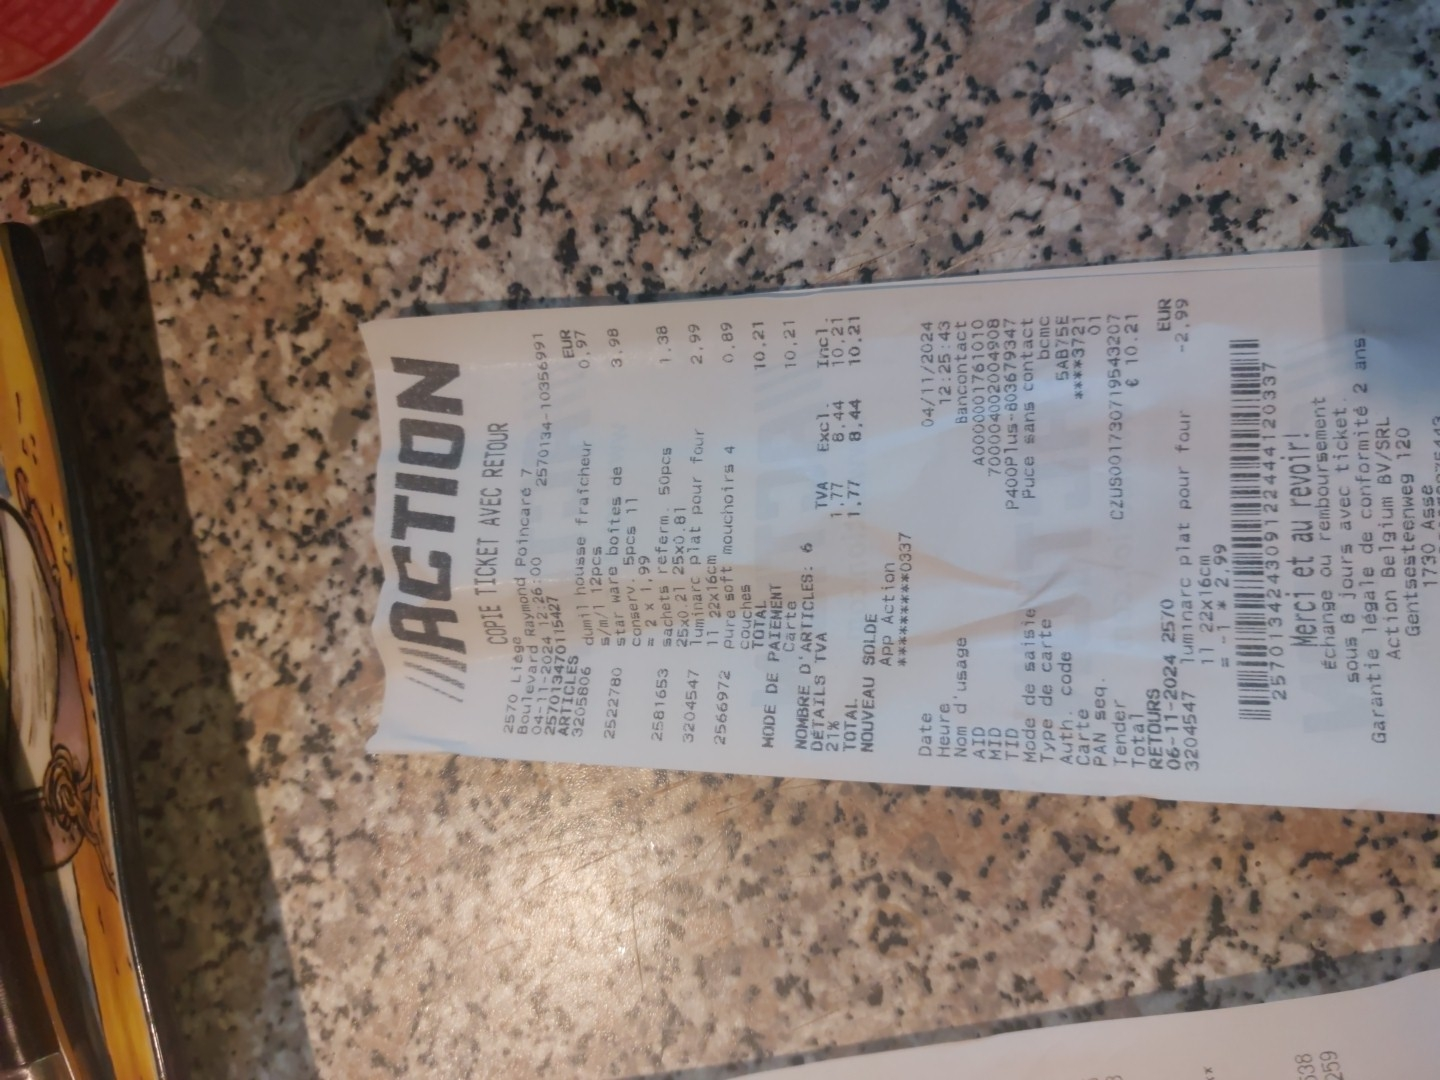 ACTION
COPIE TICKET AVEC RETOUR
2570 Liège
Boulevard Raymond Poincaré 7
04-11-2024 12:26:00 2570134-10356991
257013470115427
ARTICLES EUR
3205806 dumil housse fraîcheur 0,97
s/m/l 12pcs
2522780 star ware boîtes de 3,98
conserv. 5pcs 11
= 2 x 1,99
2581653 sachets referm. 50pcs 1,38
25x0.21 25x0.81
3204547 luminarc plat pour four 2,99
11 22x16cm
2566972 pure soft mouchoirs 4 0,89
couches
TOTAL 10,21
MODE DE PAIEMENT
Carte 10,21
NOMBRE D'ARTICLES: 6
DÉTAILS TVA TVA Excl. Incl.
21% 1,77 8,44 10,21
TOTAL 1,77 8,44 10,21
NOUVEAU SOLDE
App Action
*********0337
Date 04/11/2024
Heure 12:25:43
Nom d'usage Bancontact
AID
MID
TID P400Plus-803679347
Mode de saisie Puce sans contact
Type de carte bcmc
Auth. code 5AB75E
Carte ****3721
PAN seq. 01
Tender CZUS001730719543207
Total € 10.21
RETOURS EUR
06-11-2024 2570
3204547 luminarc plat pour four -2,99
11 22x16cm
= -1 * 2,99
257013424309122444120337
Merci et au revoir!
Échange ou remboursement
sous 8 jours avec ticket.
Garantie légale de conformité 2 ans
Action Belgium BV/SRL
Gentsesteenweg 120
1730 Asse